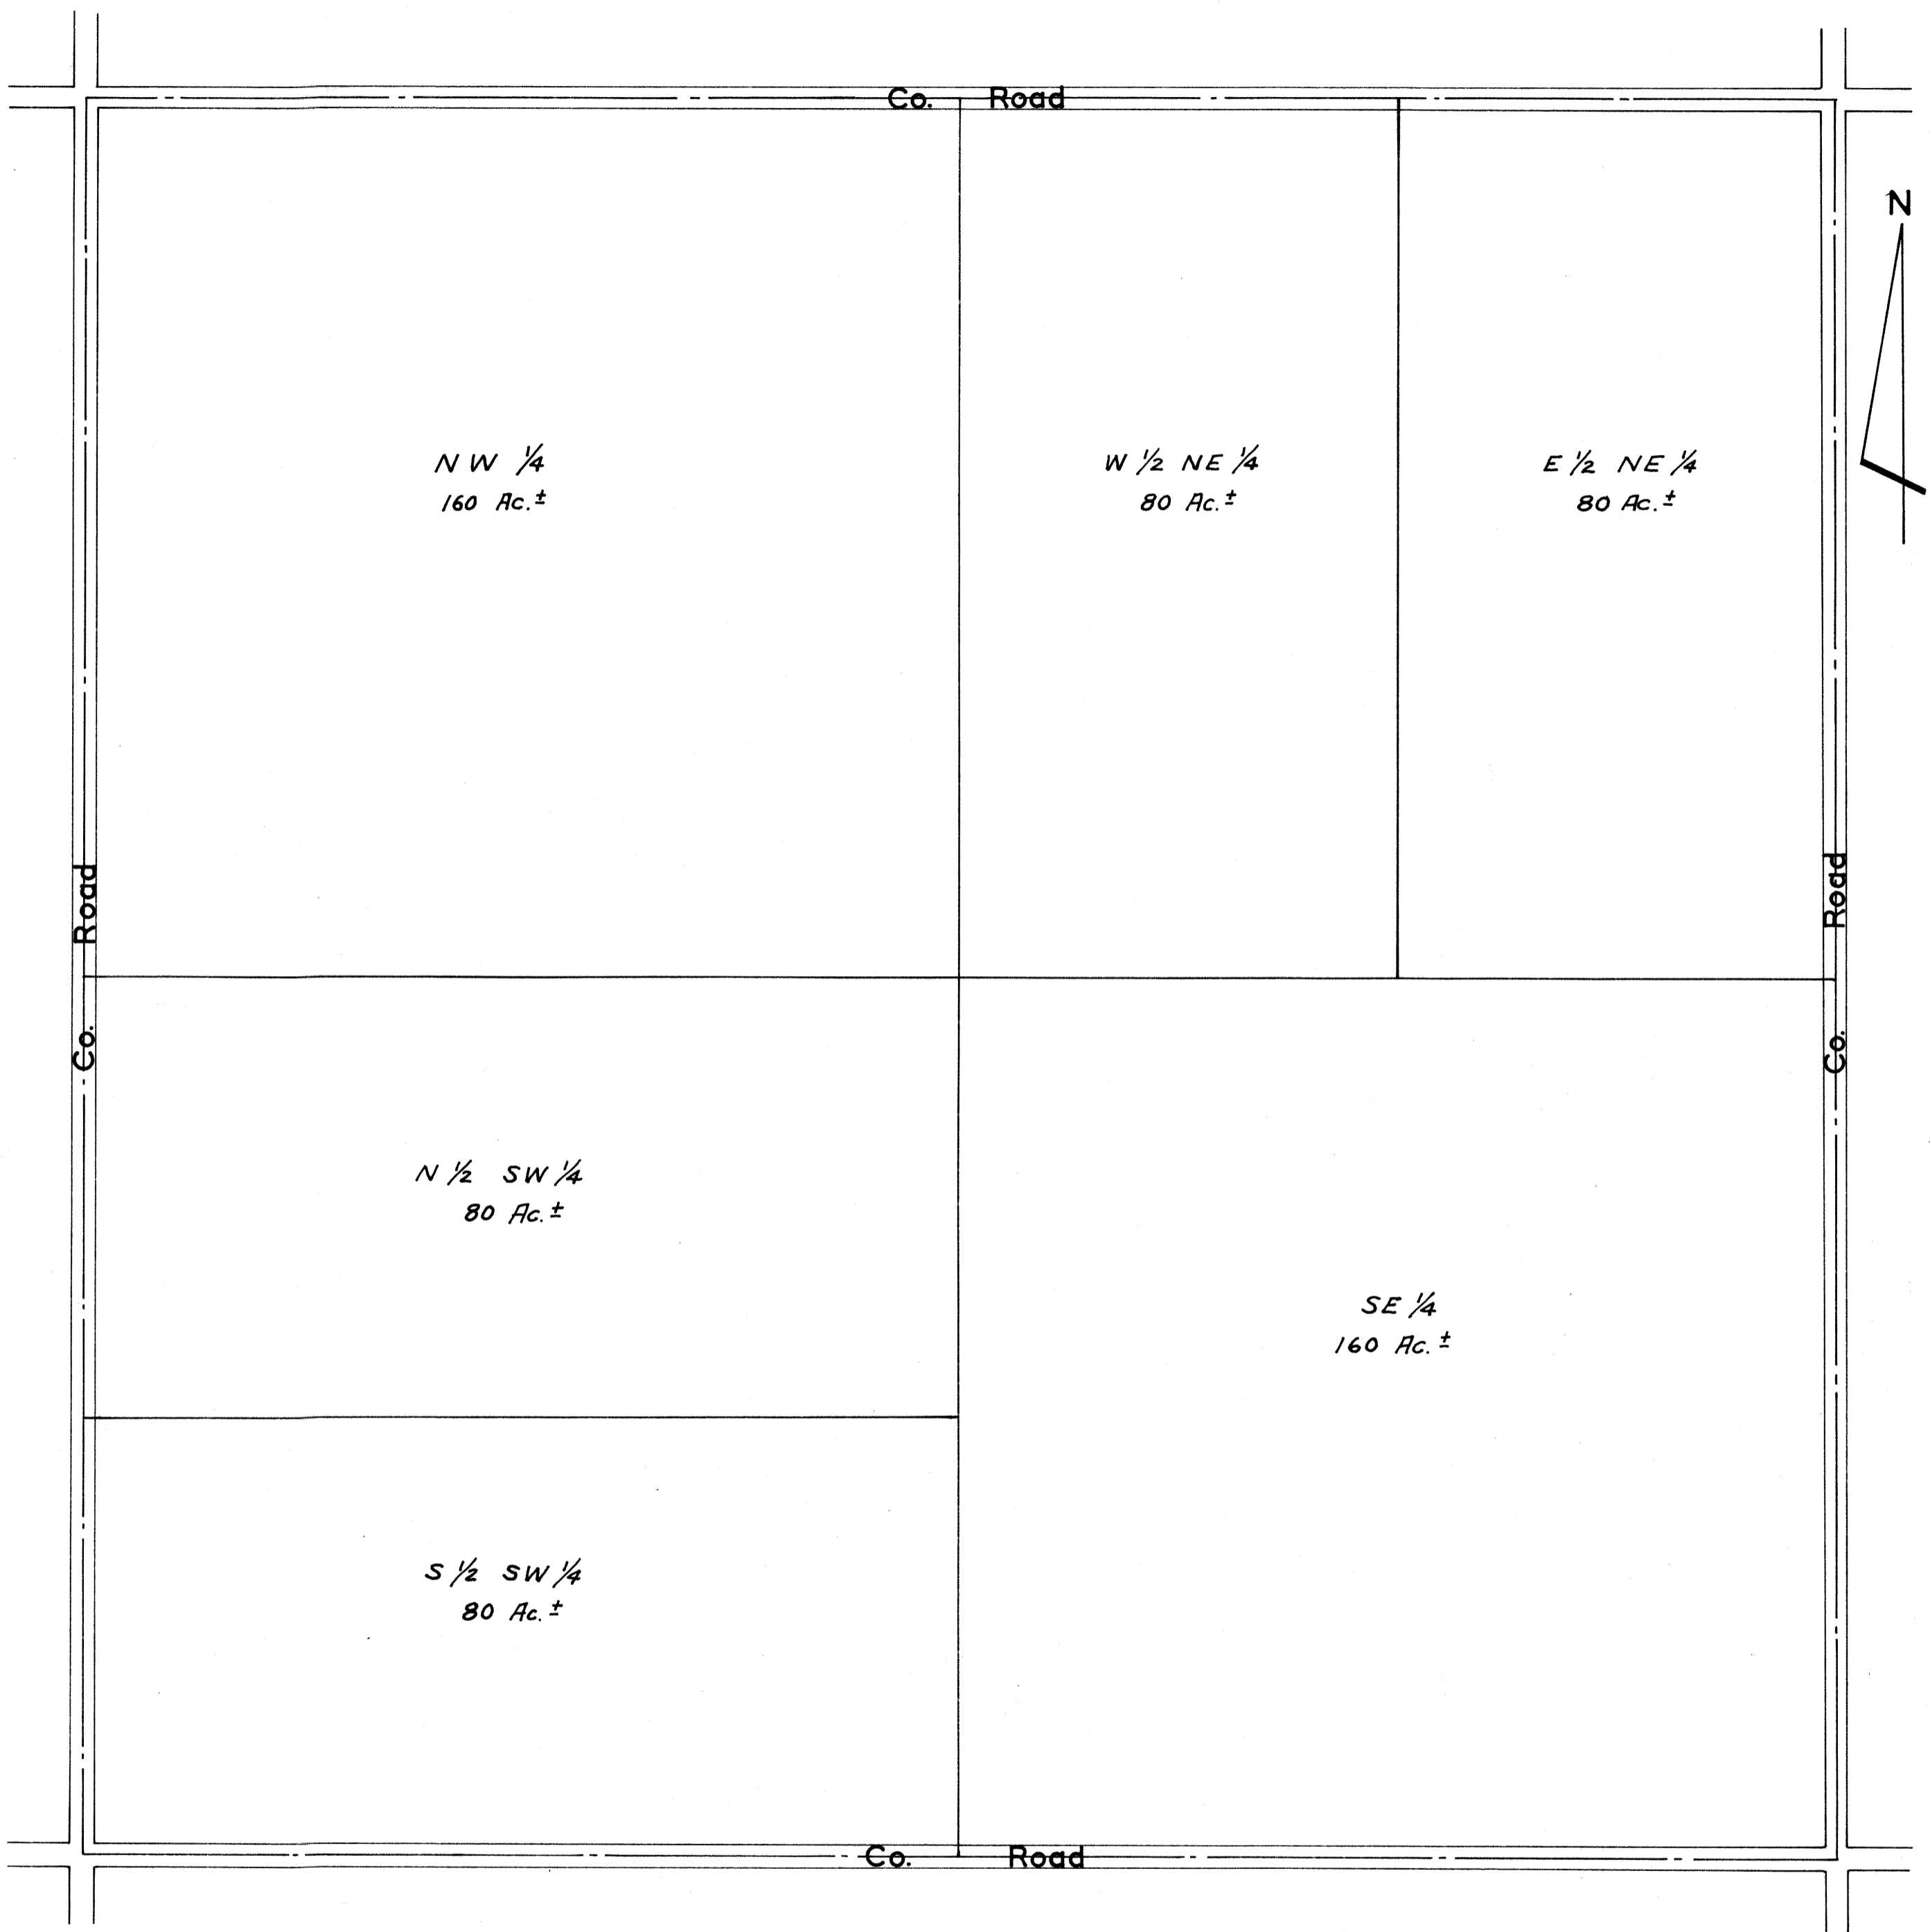 Co. Road
N
NW 1/4
160 Ac.±
W 1/2 NE 1/4
80 Ac.±
E 1/2 NE 1/4
80 Ac.±
Co. Road
Co. Road
N 1/2 SW 1/4
80 Ac.±
SE 1/4
160 Ac.±
S 1/2 SW 1/4
80 Ac.±
Co. Road